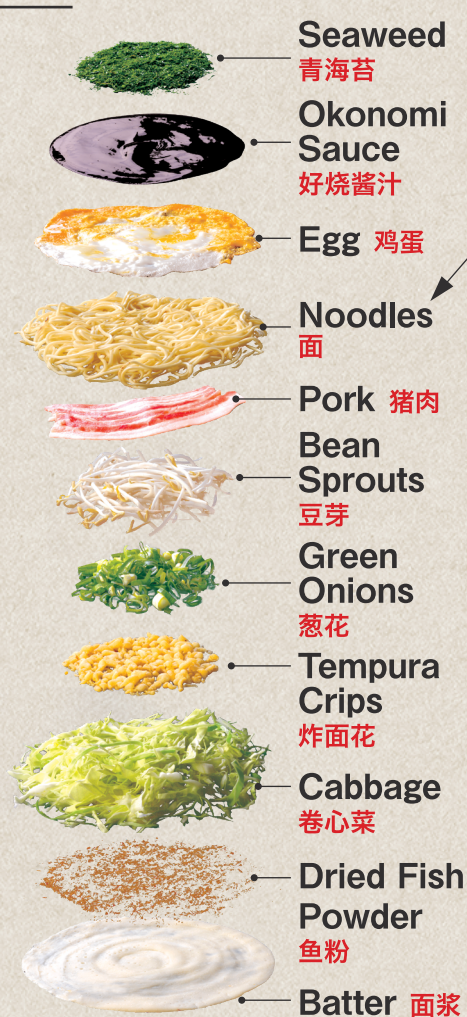 Seaweed
青海苔
Okonomi
Sauce
好烧酱汁
Egg 鸡蛋
Noodles
面
Pork 猪肉
Bean
Sprouts
豆芽
Green
Onions
葱花
Tempura
Crips
炸面花
Cabbage
卷心菜
Dried Fish
Powder
鱼粉
Batter 面浆